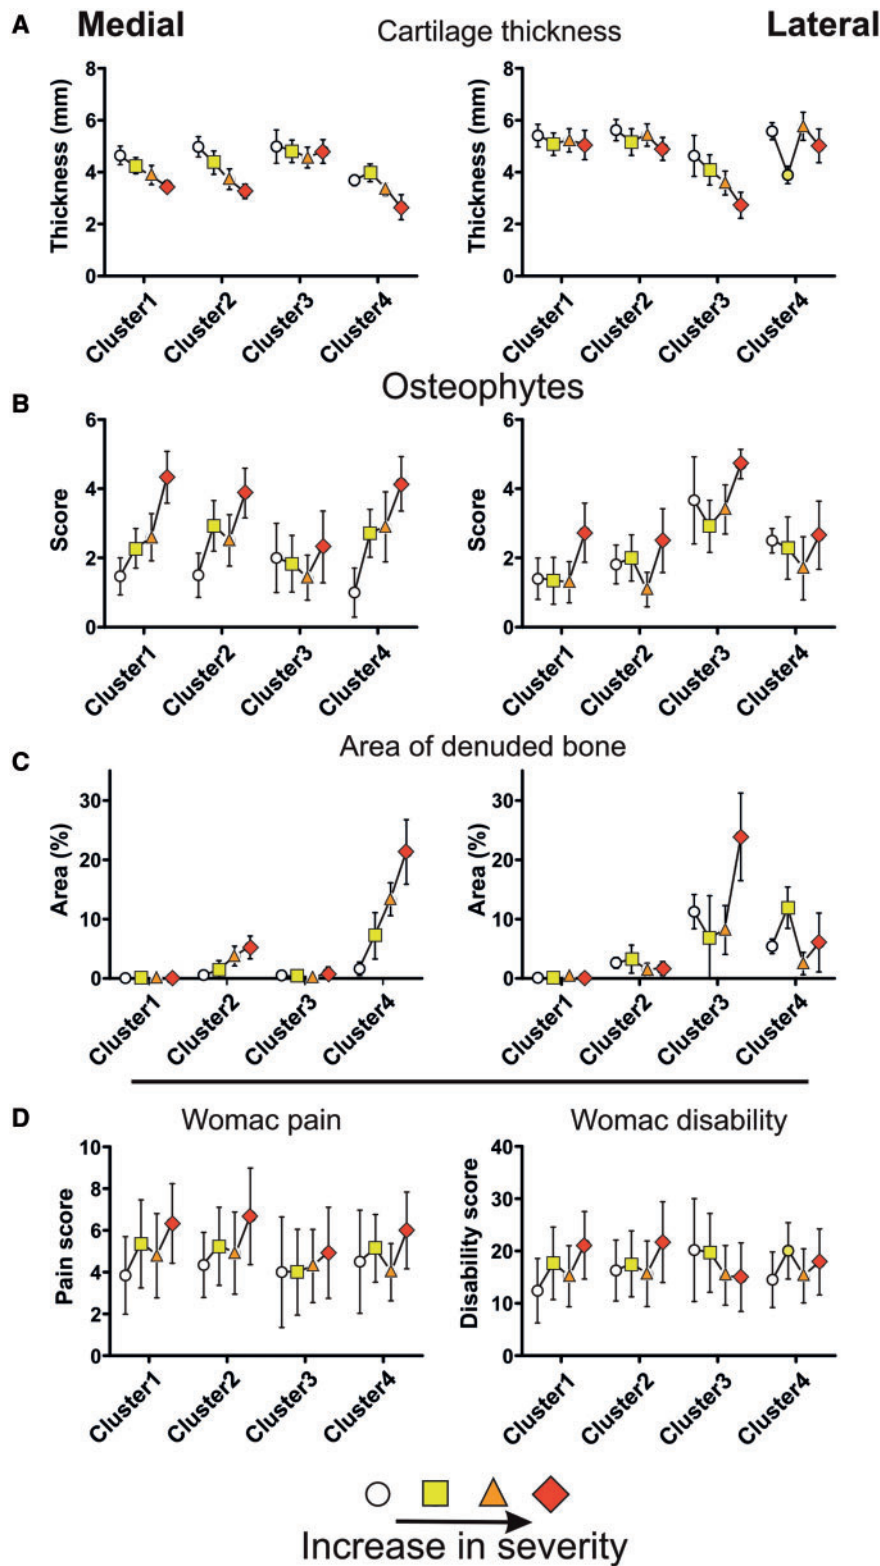 A Medial Cartilage thickness Lateral
Thickness (mm)
8
6
4
2
0
Cluster1 Cluster2 Cluster3 Cluster4
Thickness (mm)
8
6
4
2
0
Cluster1 Cluster2 Cluster3 Cluster4
B Osteophytes
Score
6
4
2
0
Cluster1 Cluster2 Cluster3 Cluster4
Score
6
4
2
0
Cluster1 Cluster2 Cluster3 Cluster4
C Area of denuded bone
Area (%)
30
20
10
0
Cluster1 Cluster2 Cluster3 Cluster4
Area (%)
30
20
10
0
Cluster1 Cluster2 Cluster3 Cluster4
D Womac pain Womac disability
Pain score
10
8
6
4
2
0
Cluster1 Cluster2 Cluster3 Cluster4
Disability score
40
30
20
10
0
Cluster1 Cluster2 Cluster3 Cluster4
Increase in severity